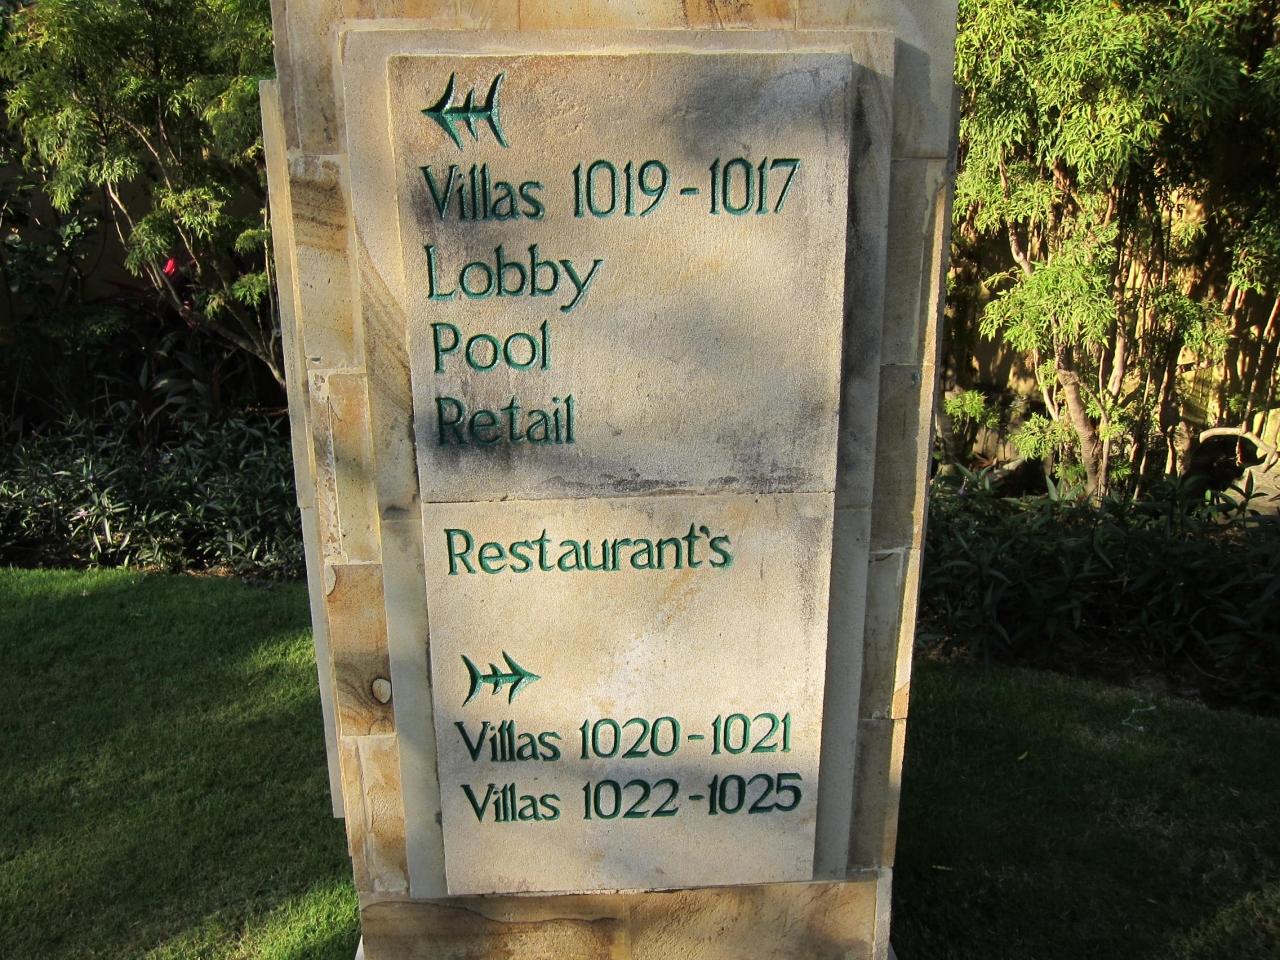 Villas 1019-1017
Lobby
Pool
Retail
Restaurant's
Villas 1020-1021
Villas 1022-1025